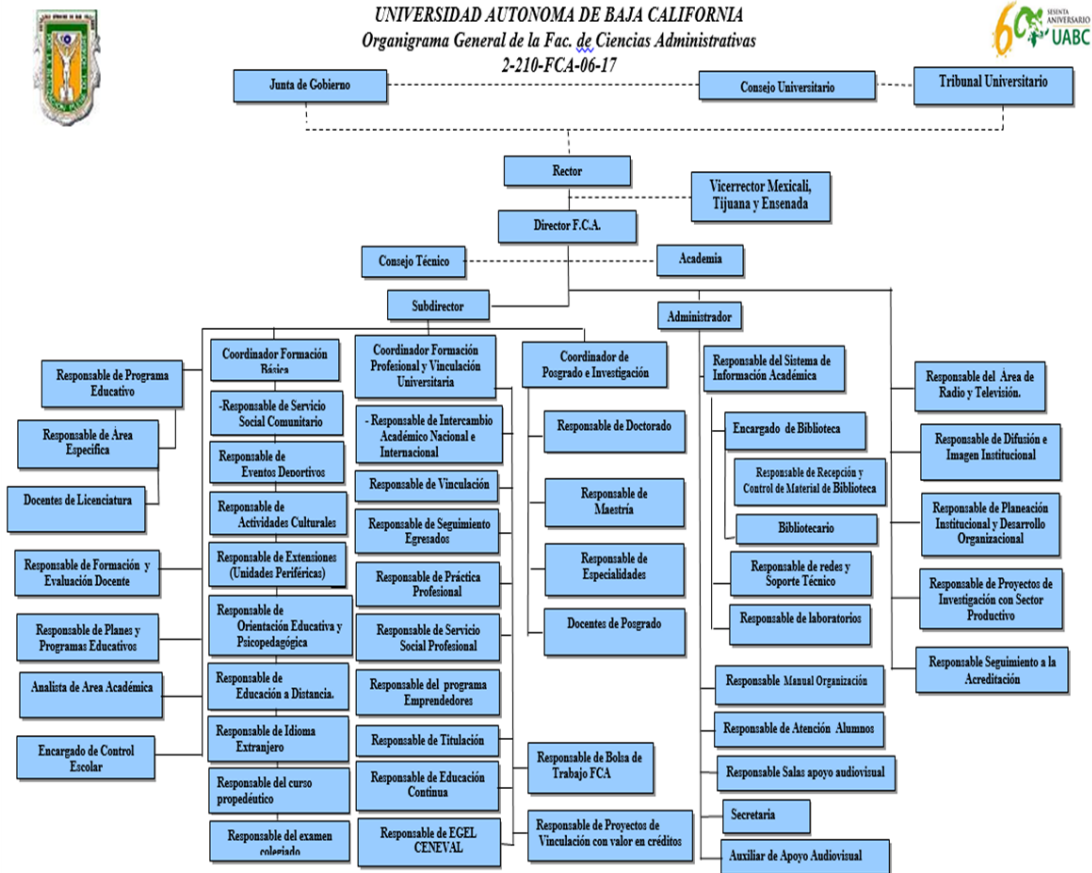 UNIVERSIDAD AUTONOMA DE BAJA CALIFORNIA
Organigrama General de la Fac. de Ciencias Administrativas
2-210-FCA-06-17
SESENTA
ANIVERSARIO
UABC
Junta de Gobierno
Consejo Universitario
Tribunal Universitario
Rector
Vicerrector Mexicali,
Tijuana y Ensenada
Director F.C.A.
Consejo Técnico
Academia
Subdirector
Administrador
Responsable de Programa
Educativo
Responsable de Área
Especifica
Docentes de Licenciatura
Responsable de Formación y
Evaluación Docente
Responsable de Planes y
Programas Educativos
Analista de Area Académica
Encargado de Control
Escolar
Coordinador Formación
Básica
-Responsable de Servicio
Social Comunitario
Responsable de
Eventos Deportivos
Responsable de
Actividades Culturales
Responsable de Extensiones
(Unidades Periféricas)
Responsable de
Orientación Educativa y
Psicopedagógica
Responsable de
Educación a Distancia.
Responsable de Idioma
Extranjero
Responsable del curso
propedéutico
Responsable del examen
colegiado
Coordinador Formación
Profesional y Vinculación
Universitaria
- Responsable de Intercambio
Académico Nacional e
Internacional
Responsable de Vinculación
Responsable de Seguimiento
Egresados
Responsable de Práctica
Profesional
Responsable de Servicio
Social Profesional
Responsable del programa
Emprendedores
Responsable de Titulación
Responsable de Educación
Continua
Responsable de EGEL
CENEVAL
Responsable de Bolsa de
Trabajo FCA
Responsable de Proyectos de
Vinculación con valor en créditos
Coordinador de
Posgrado e Investigación
Responsable de Doctorado
Responsable de
Maestría
Responsable de
Especialidades
Docentes de Posgrado
Responsable del Sistema de
Información Académica
Encargado de Biblioteca
Responsable de Recepción y
Control de Material de Biblioteca
Bibliotecario
Responsable de redes y
Soporte Técnico
Responsable de laboratorios
Responsable Manual Organización
Responsable de Atención Alumnos
Responsable Salas apoyo audiovisual
Secretaría
Auxiliar de Apoyo Audiovisual
Responsable del Área de
Radio y Televisión.
Responsable de Difusión e
Imagen Institucional
Responsable de Planeación
Institucional y Desarrollo
Organizacional
Responsable de Proyectos de
Investigación con Sector
Productivo
Responsable Seguimiento a la
Acreditación